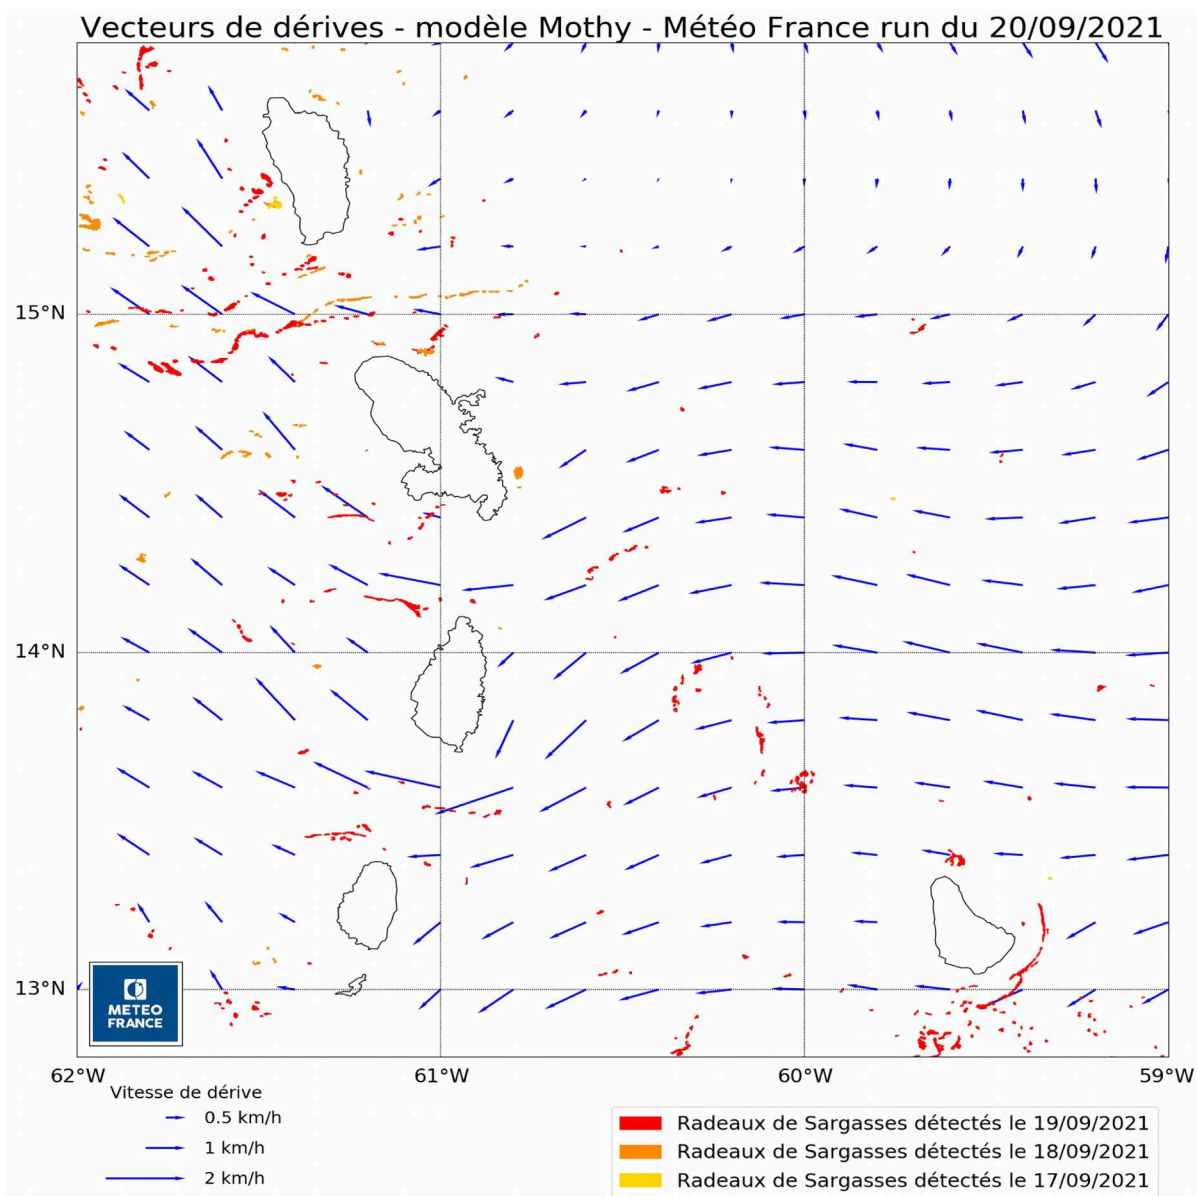 Vecteurs de dérives - modèle Mothy - Météo France run du 20/09/2021
15°N
14°N
13°N
METEO
FRANCE
62°W 61°W 60°W 59°W
Vitesse de dérive
0.5 km/h
1 km/h
2 km/h
Radeaux de Sargasses détectés le 19/09/2021
Radeaux de Sargasses détectés le 18/09/2021
Radeaux de Sargasses détectés le 17/09/2021